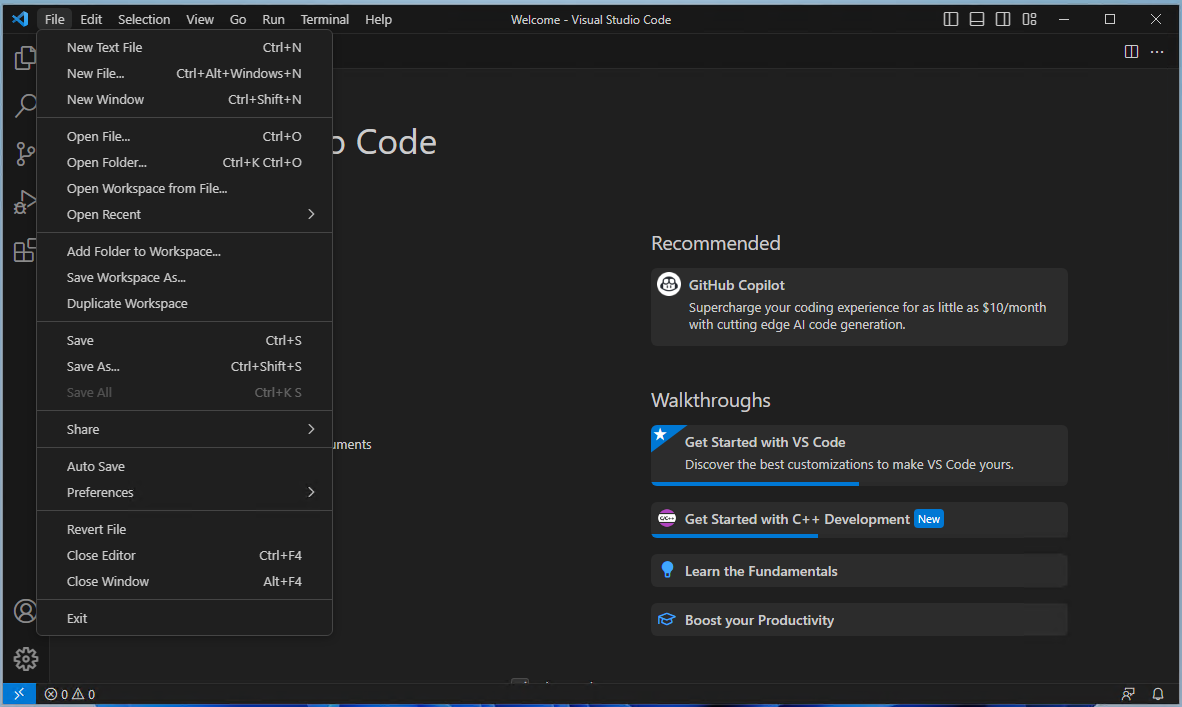 File Edit Selection View Go Run Terminal Help Welcome - Visual Studio Code
New Text File Ctrl+N
New File... Ctrl+Alt+Windows+N
New Window Ctrl+Shift+N
Open File... Ctrl+O
Open Folder... Ctrl+K Ctrl+O
Open Workspace from File...
Open Recent
Add Folder to Workspace...
Save Workspace As...
Duplicate Workspace
Save Ctrl+S
Save As... Ctrl+Shift+S
Save All Ctrl+K S
Share
Auto Save
Preferences
Revert File
Close Editor Ctrl+F4
Close Window Alt+F4
Exit
Code
Recommended
GitHub Copilot
Supercharge your coding experience for as little as $10/month
with cutting edge AI code generation.
Walkthroughs
Get Started with VS Code
Discover the best customizations to make VS Code yours.
C/C++ Get Started with C++ Development New
Learn the Fundamentals
Boost your Productivity
0 0